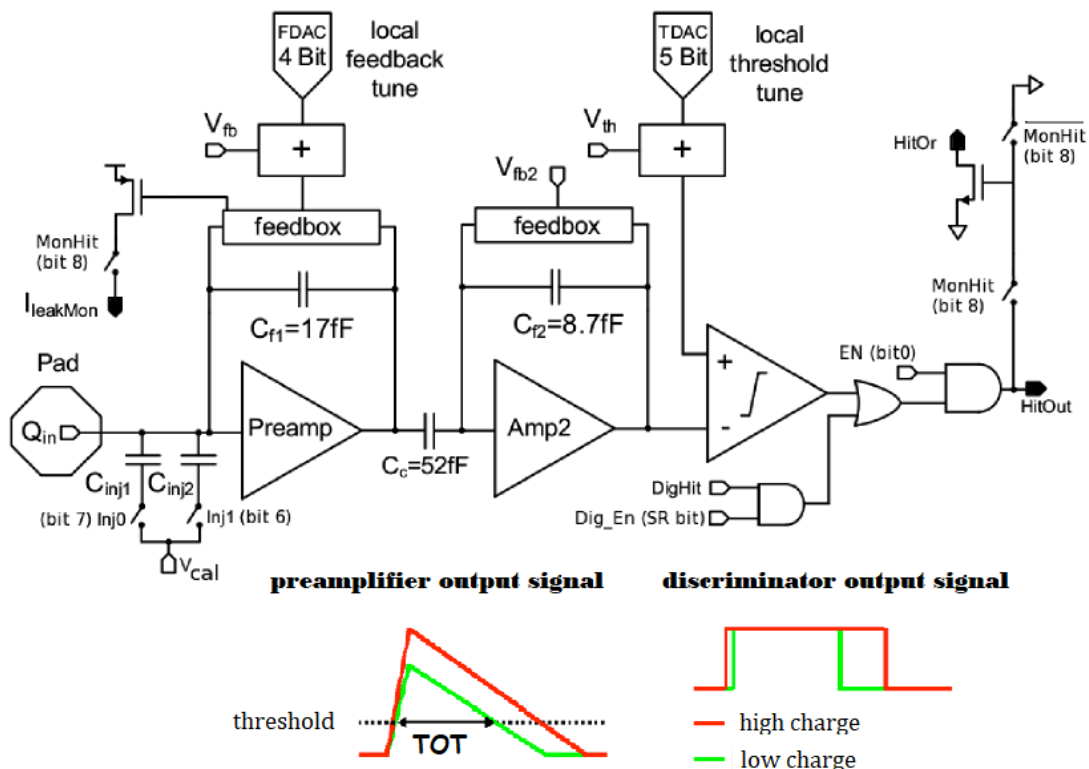 FDAC
4 Bit
local
feedback
tune
TDAC
5 Bit
local
threshold
tune
Vfb
+
Vth
+
Vfb2
HitOr
MonHit
(bit 8)
feedbox
feedbox
MonHit
(bit 8)
IleakMon
MonHit
(bit 8)
Cf1=17fF
Cf2=8.7fF
Pad
EN (bit0)
+
Qin
Preamp
Amp2
-
HitOut
Cc=52fF
Cinj1
Cinj2
DigHit
(bit 7) Inj0
Inj1 (bit 6)
Dig_En (SR bit)
Vcal
preamplifier output signal
discriminator output signal
threshold
TOT
high charge
low charge